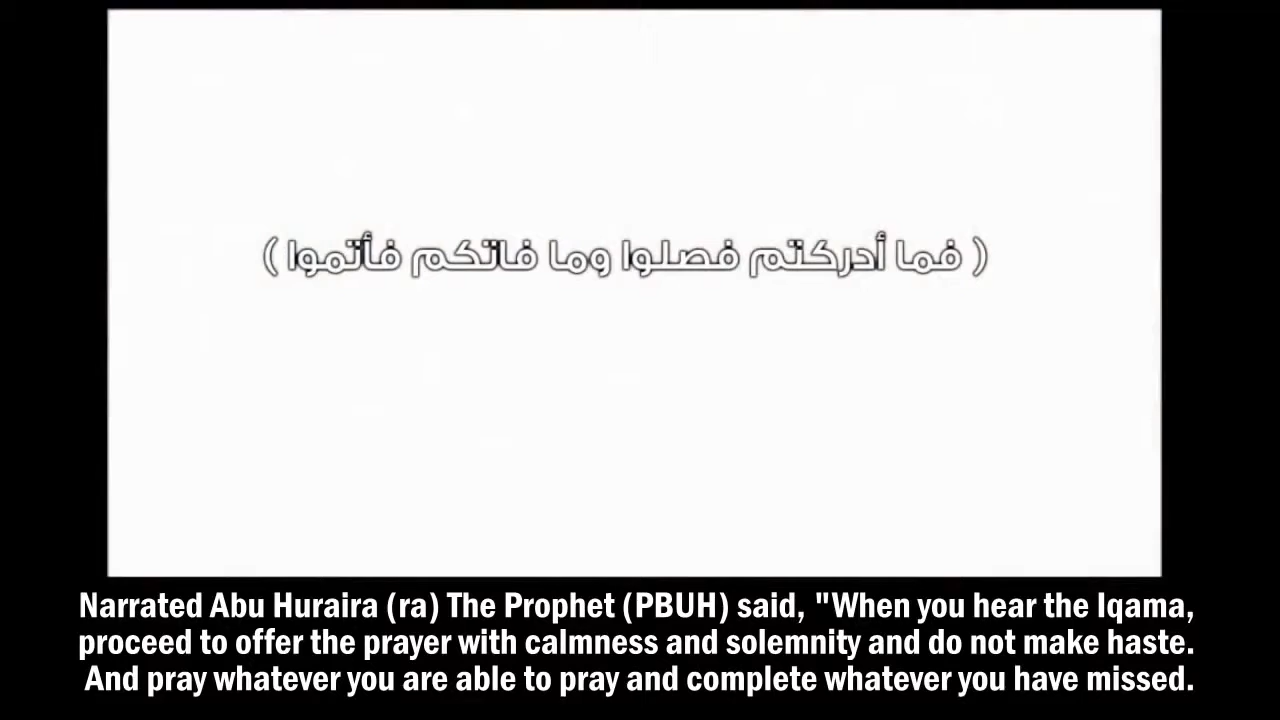 ( فما أدركتم فصلوا وما فاتكم فأتموا )
Narrated Abu Huraira (ra) The Prophet (PBUH) said, "When you hear the Iqama,
proceed to offer the prayer with calmness and solemnity and do not make haste.
And pray whatever you are able to pray and complete whatever you have missed.